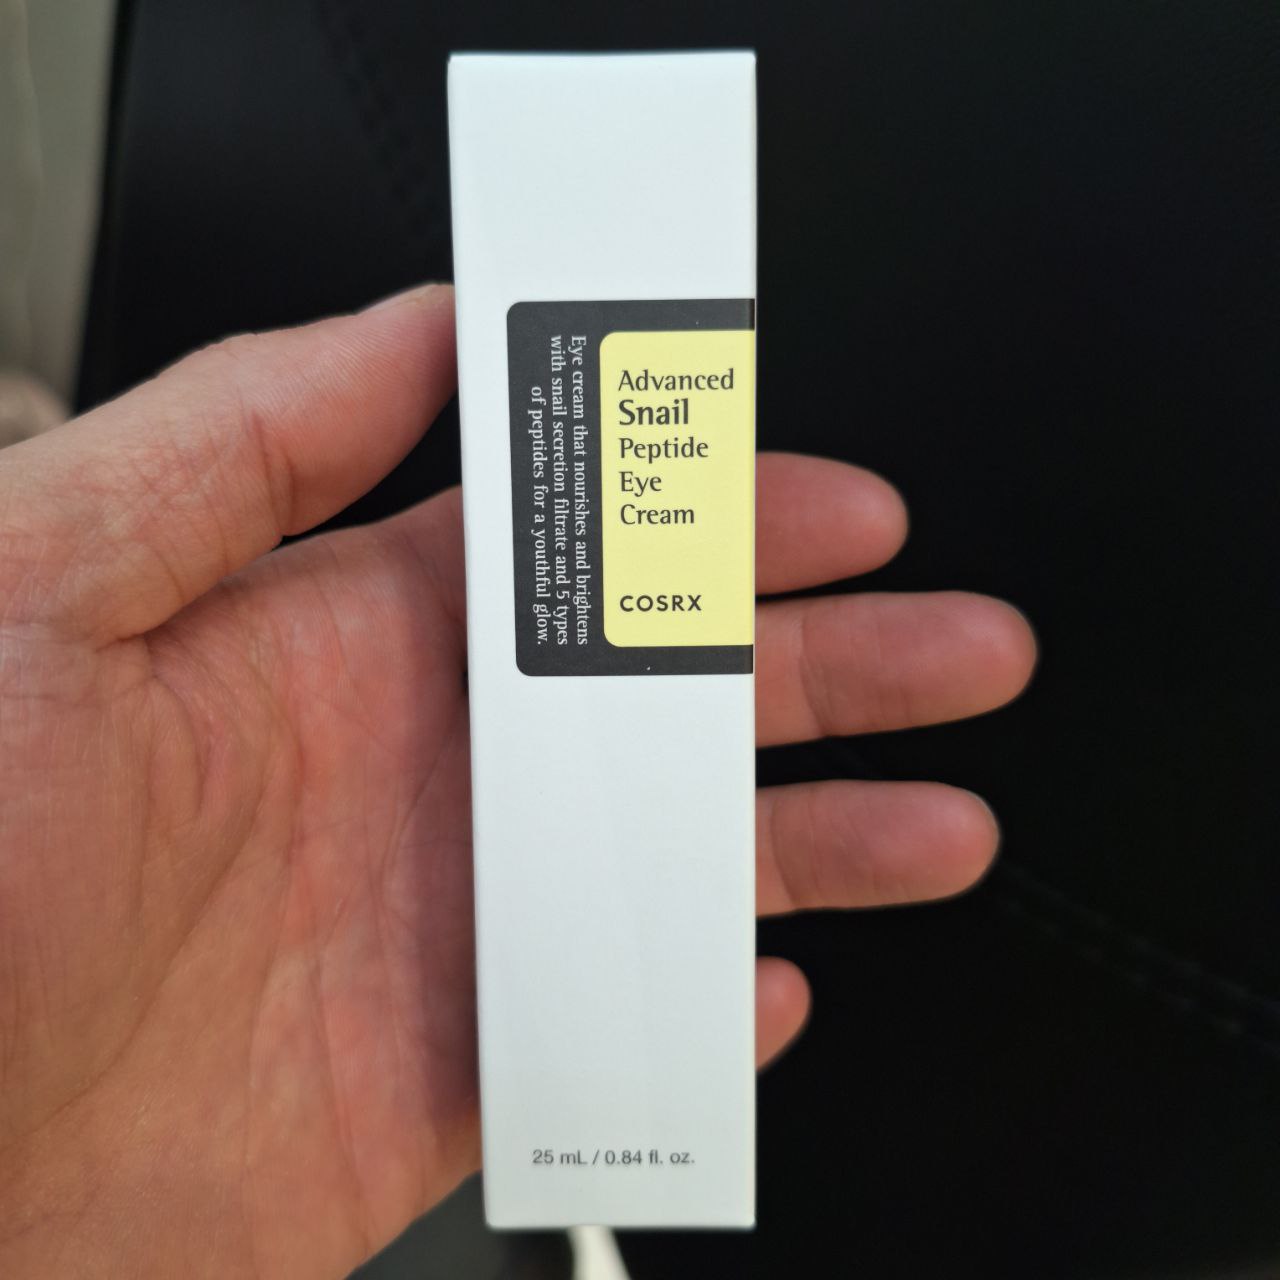 Advanced
Snail
Peptide
Eye
Cream
COSRX
Eye cream that nourishes and brightens
with snail secretion filtrate and 5 types
of peptides for a youthful glow.
25 mL / 0.84 fl. oz.